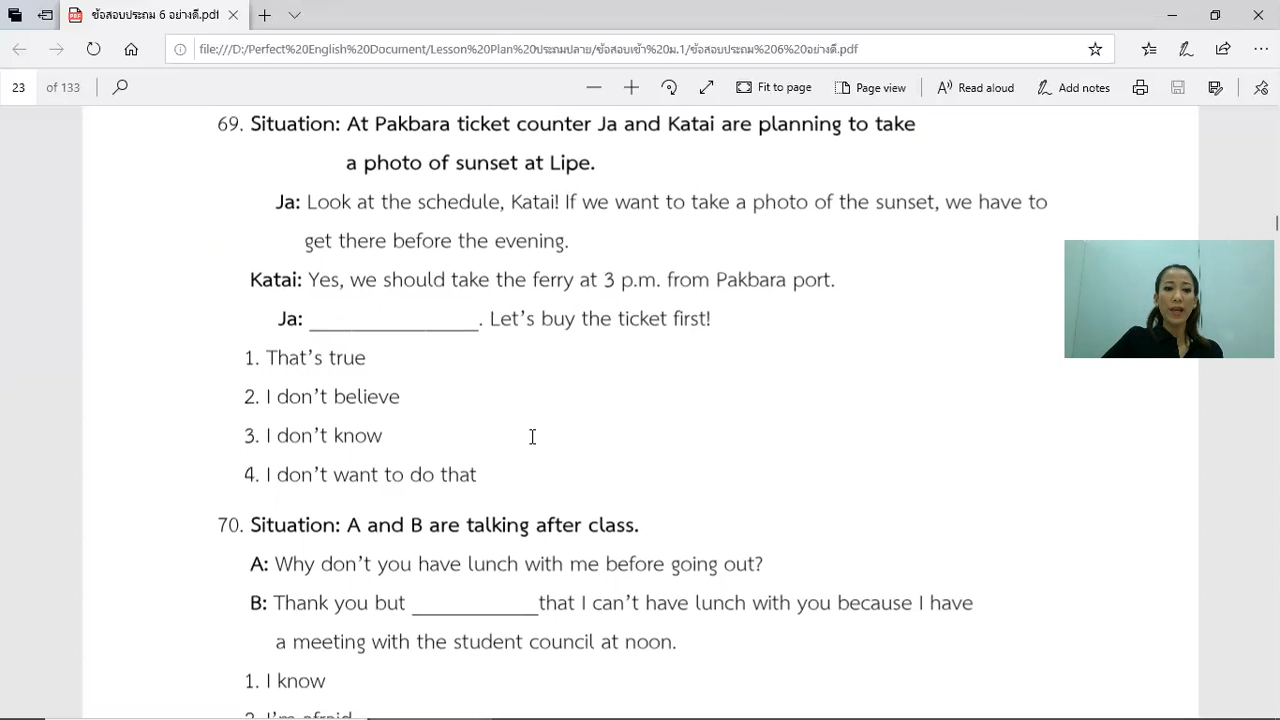 ข้อสอบประถม 6 อย่างดี.pdf
file:///D:/Perfect%20English%20Document/Lesson%20Plan%20ประถมปลาย/ข้อสอบเข้า%20ม.1/ข้อสอบประถม%206%20อย่างดี.pdf
23 of 133 Fit to page Page view Read aloud Add notes
69. Situation: At Pakbara ticket counter Ja and Katai are planning to take
a photo of sunset at Lipe.
Ja: Look at the schedule, Katai! If we want to take a photo of the sunset, we have to
get there before the evening.
Katai: Yes, we should take the ferry at 3 p.m. from Pakbara port.
Ja: ________________. Let's buy the ticket first!
1. That's true
2. I don't believe
3. I don't know
4. I don't want to do that
70. Situation: A and B are talking after class.
A: Why don't you have lunch with me before going out?
B: Thank you but ____________that I can't have lunch with you because I have
a meeting with the student council at noon.
1. I know
2. I'm afraid